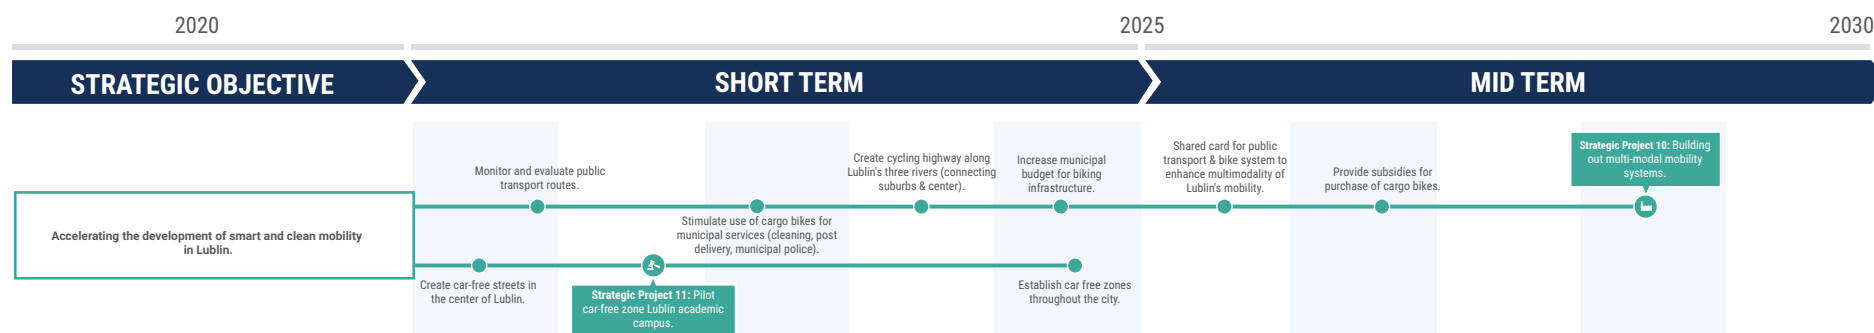 2020
2025
2030
STRATEGIC OBJECTIVE
SHORT TERM
MID TERM
Accelerating the development of smart and clean mobility
in Lublin.
Monitor and evaluate public
transport routes.
Stimulate use of cargo bikes for
municipal services (cleaning, post
delivery, municipal police).
Create cycling highway along
Lublin's three rivers (connecting
suburbs & center).
Increase municipal
budget for biking
infrastructure.
Shared card for public
transport & bike system to
enhance multimodality of
Lublin's mobility.
Provide subsidies for
purchase of cargo bikes.
Strategic Project 10: Building
out multi-modal mobility
systems.
Create car-free streets in
the center of Lublin.
Strategic Project 11: Pilot
car-free zone Lublin academic
campus.
Establish car free zones
throughout the city.